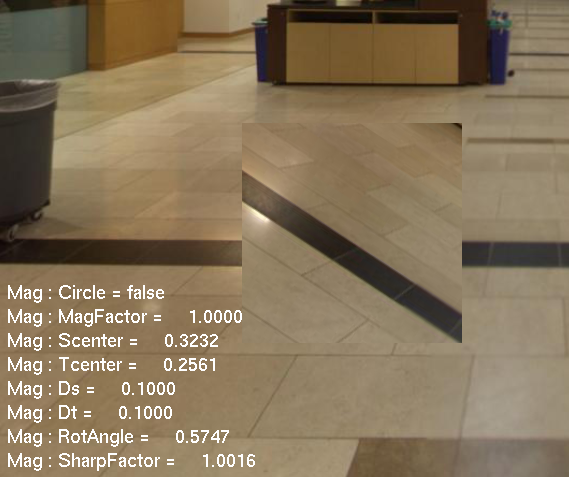 Mag : Circle = false
Mag : MagFactor = 1.0000
Mag : Scenter = 0.3232
Mag : Tcenter = 0.2561
Mag : Ds = 0.1000
Mag : Dt = 0.1000
Mag : RotAngle = 0.5747
Mag : SharpFactor = 1.0016